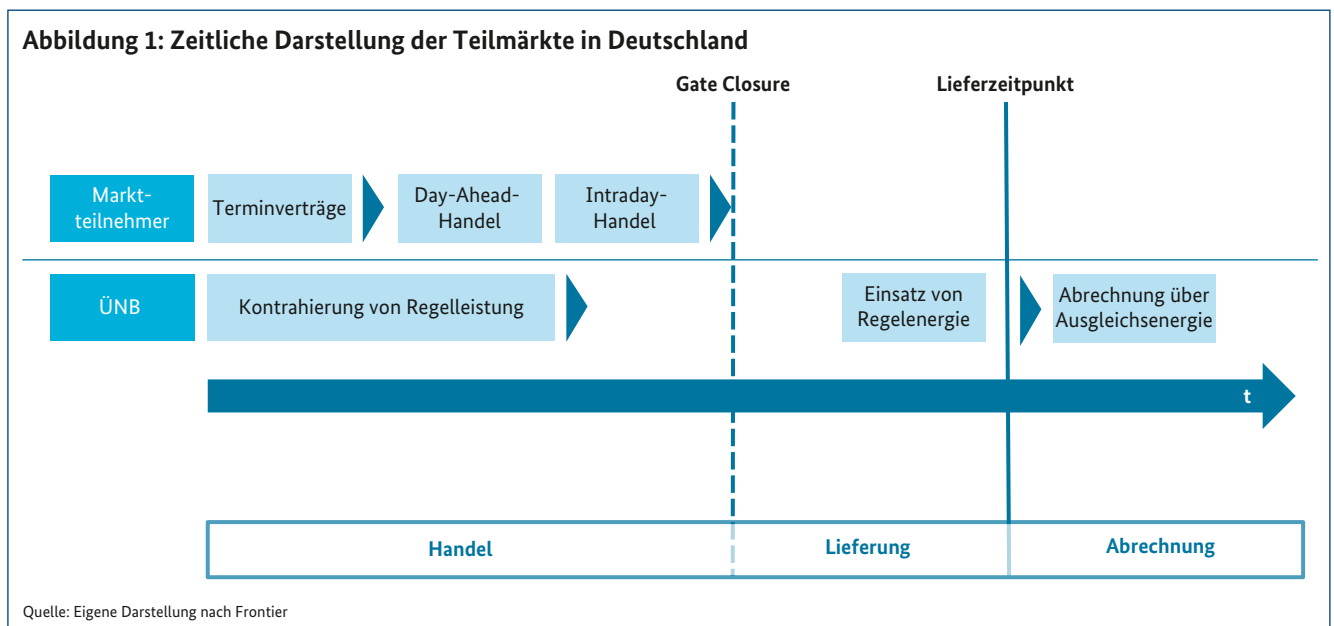 Abbildung 1: Zeitliche Darstellung der Teilmärkte in Deutschland
Gate Closure
Lieferzeitpunkt
Markt-
teilnehmer
Terminverträge
Day-Ahead-
Handel
Intraday-
Handel
ÜNB
Kontrahierung von Regelleistung
Einsatz von
Regelenergie
Abrechnung über
Ausgleichsenergie
t
Handel
Lieferung
Abrechnung
Quelle: Eigene Darstellung nach Frontier